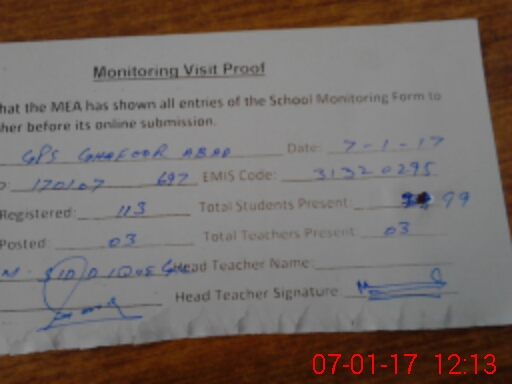 Monitoring Visit Proof
hat the MEA has shown all entries of the School Monitoring Form to
her before its online submission.
GPS GHAFOOR ABAD Date: 7-1-17
: 170107 697 EMIS Code: 31320295
Registered: 113 Total Students Present: 99
Posted: 03 Total Teachers Present 03
M. SIDDIQUE Head Teacher Name:
Head Teacher Signature:
07-01-17 12:13